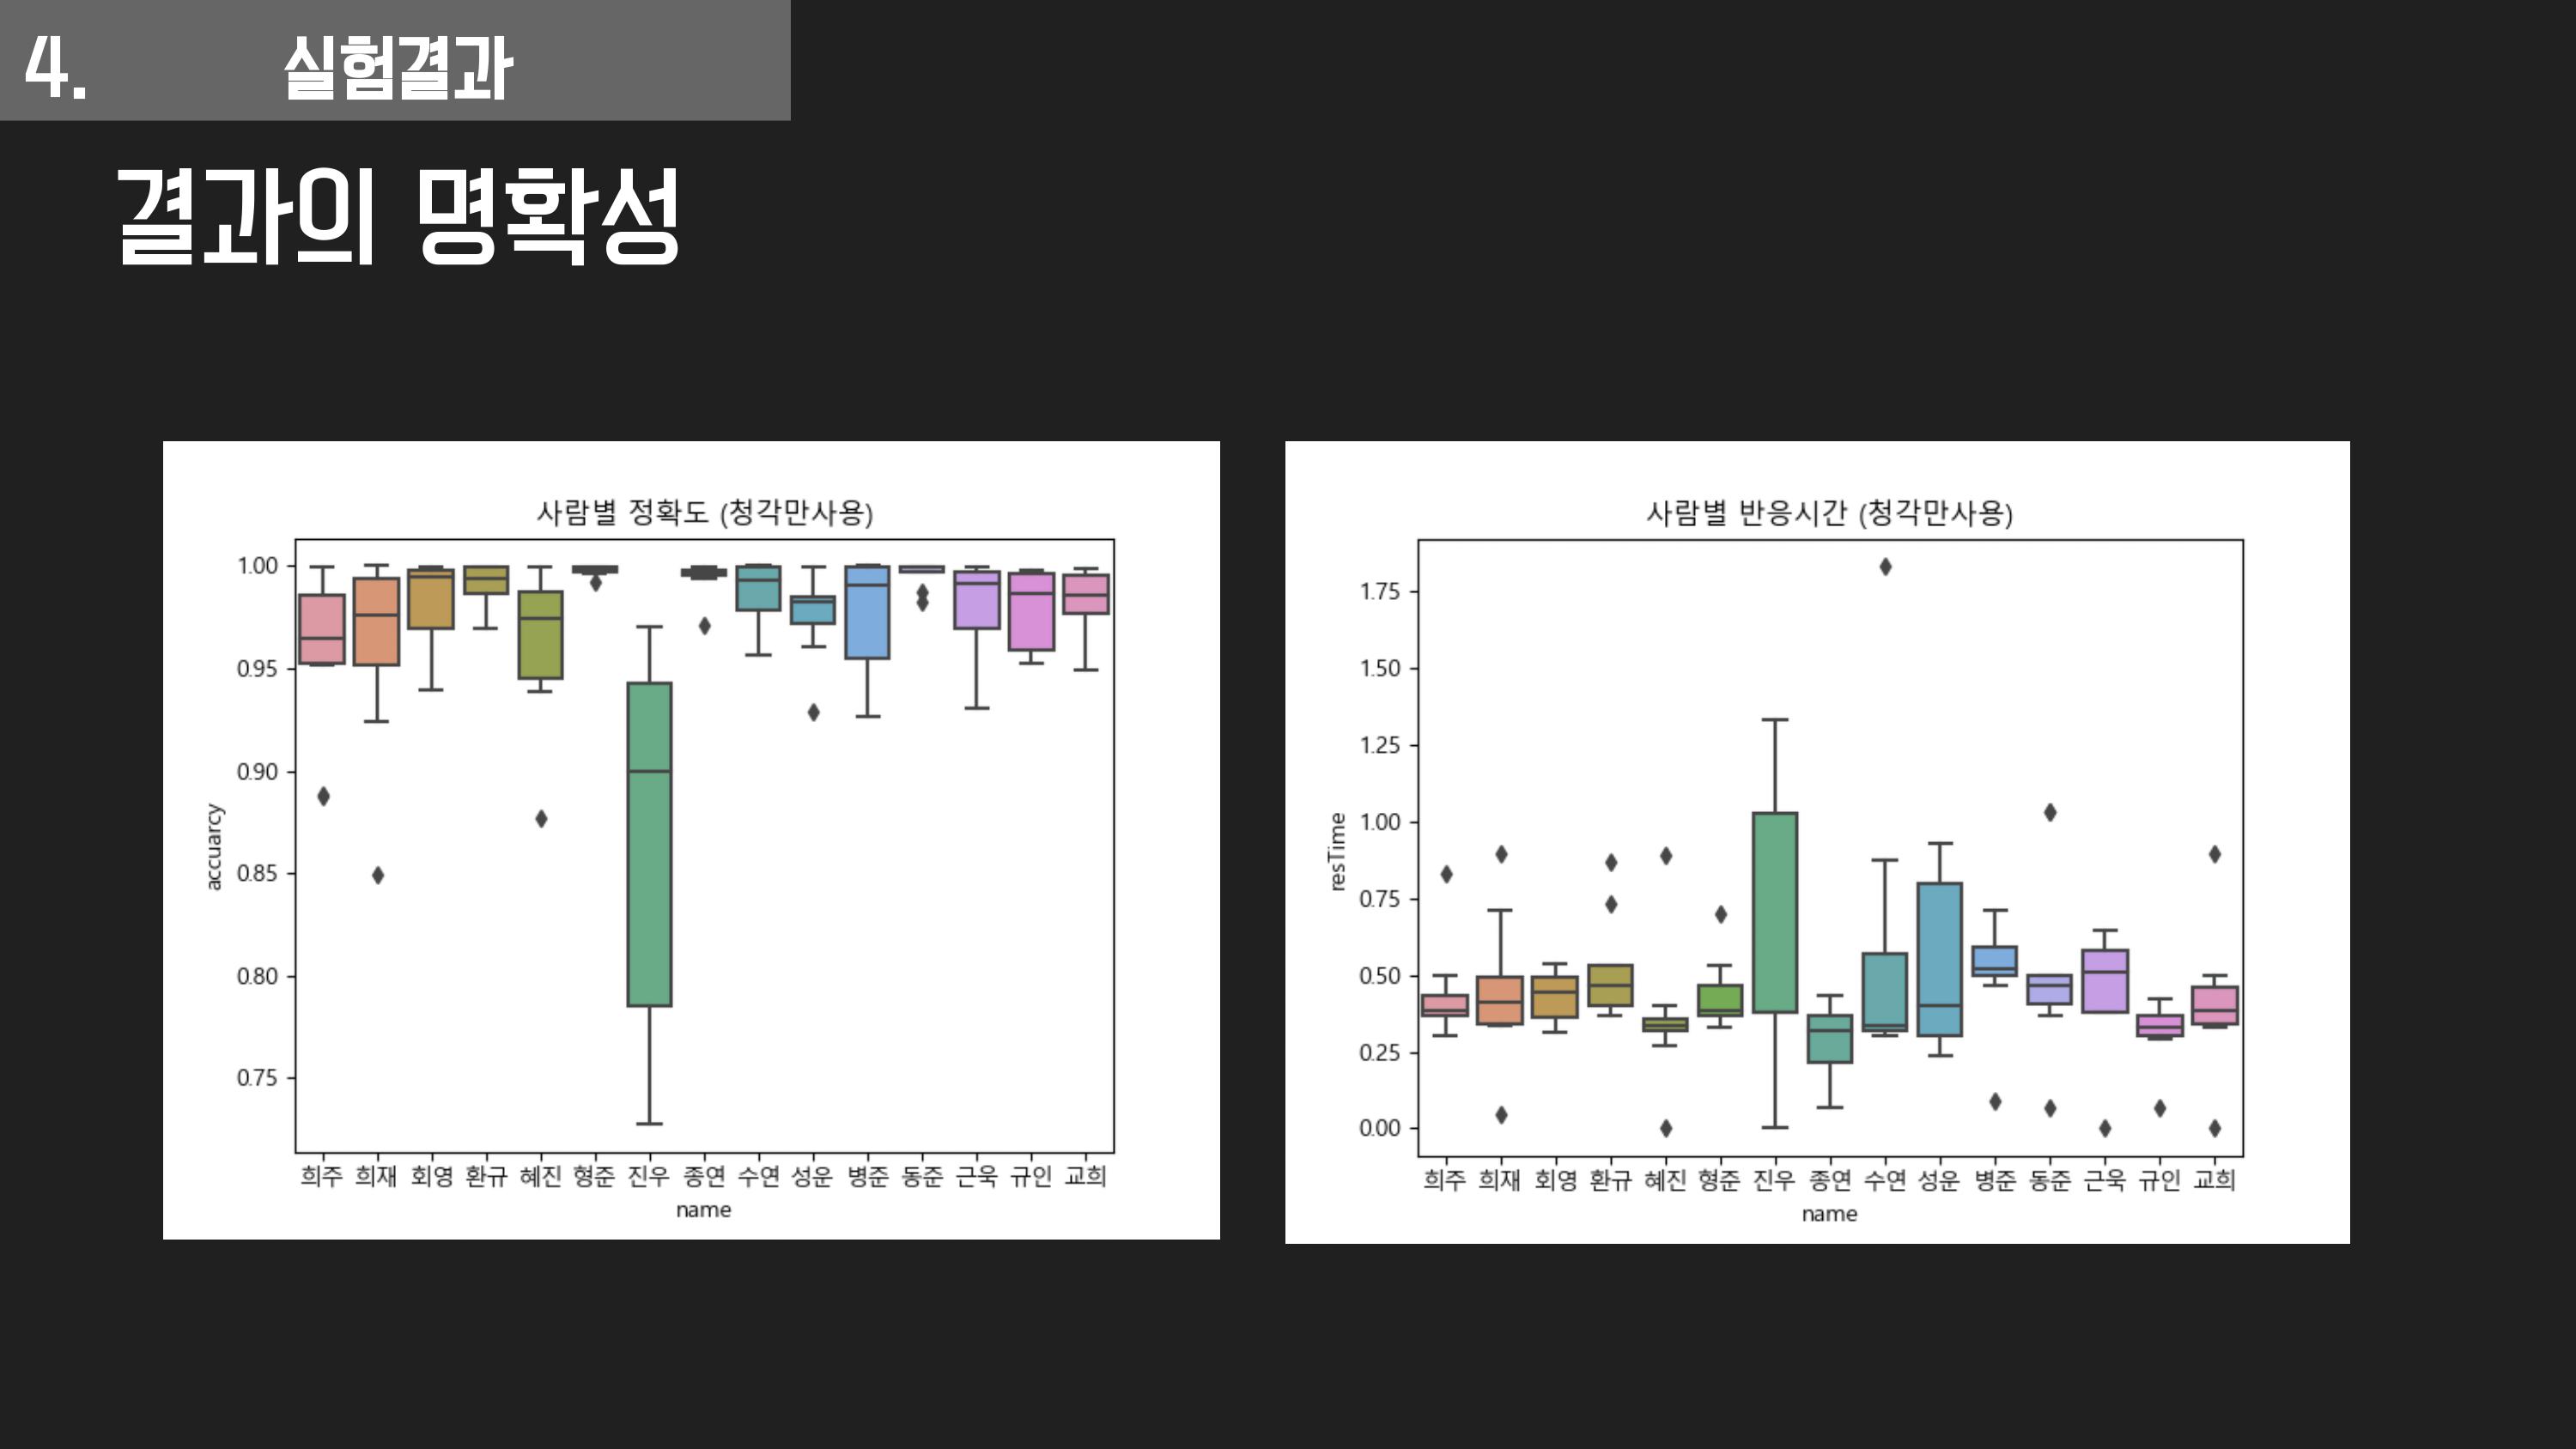 4. 실험결과
결과의 명확성
사람별 정확도 (청각만사용)
1.00
0.95
0.90
0.85
0.80
0.75
accuarcy
희주 희재 회영 환규 혜진 형준 진우 종연 수연 성운 병준 동준 근욱 규인 교희
name
사람별 반응시간 (청각만사용)
1.75
1.50
1.25
1.00
0.75
0.50
0.25
0.00
resTime
희주 희재 회영 환규 혜진 형준 진우 종연 수연 성운 병준 동준 근욱 규인 교희
name